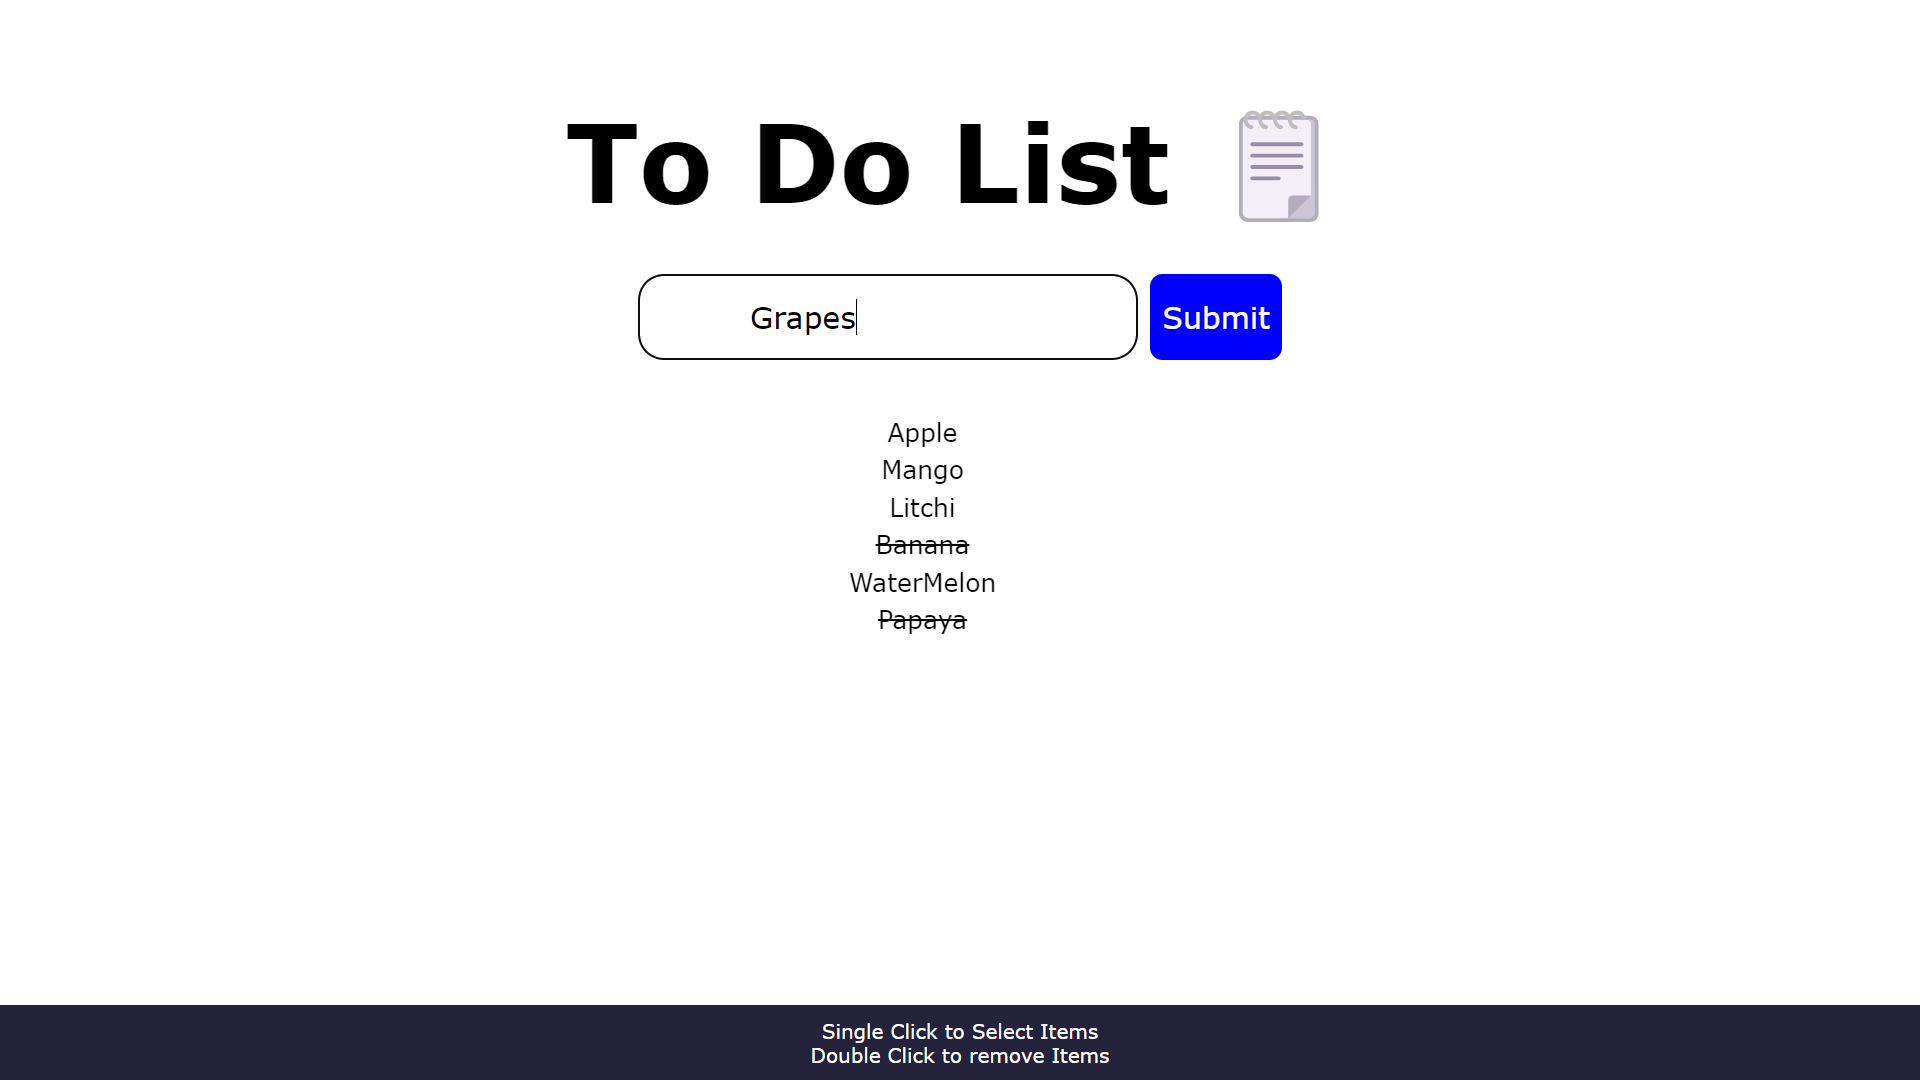 To Do List
Grapes
Submit
Apple
Mango
Litchi
Banana
WaterMelon
Papaya
Single Click to Select Items
Double Click to remove Items